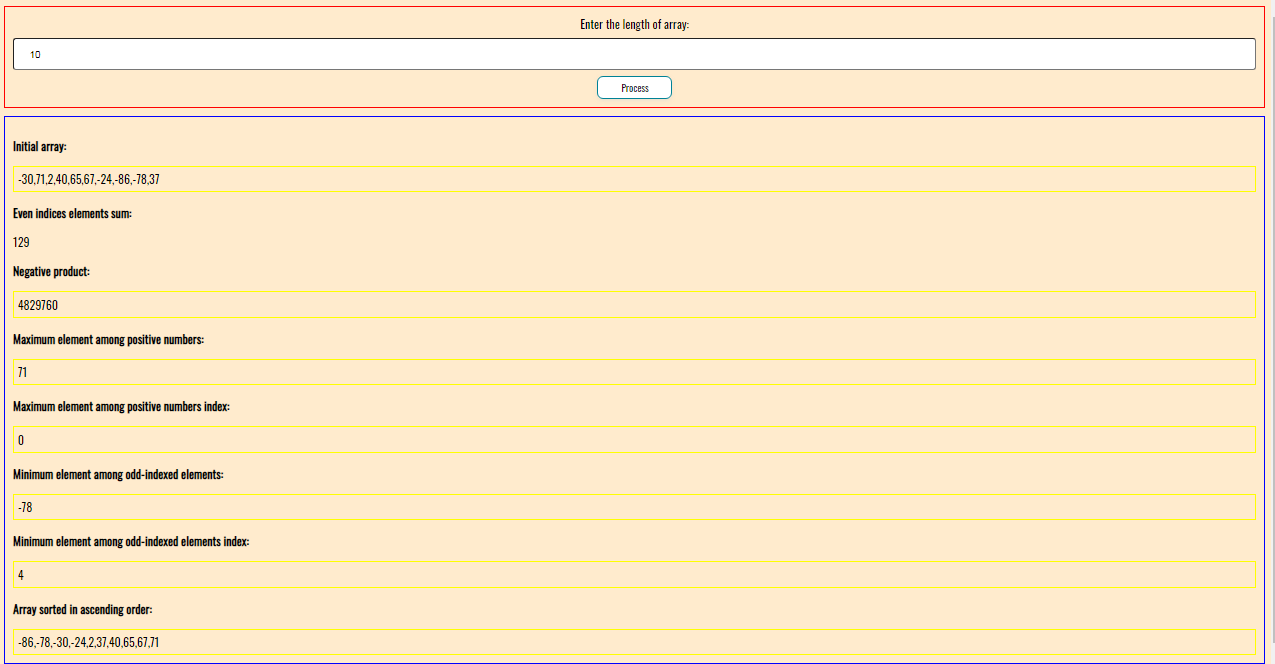 Enter the length of array:
10
Process
Initial array:
-30,71,2,40,65,67,-24,-86,-78,37
Even indices elements sum:
129
Negative product:
4829760
Maximum element among positive numbers:
71
Maximum element among positive numbers index:
0
Minimum element among odd-indexed elements:
-78
Minimum element among odd-indexed elements index:
4
Array sorted in ascending order:
-86,-78,-30,-24,2,37,40,65,67,71